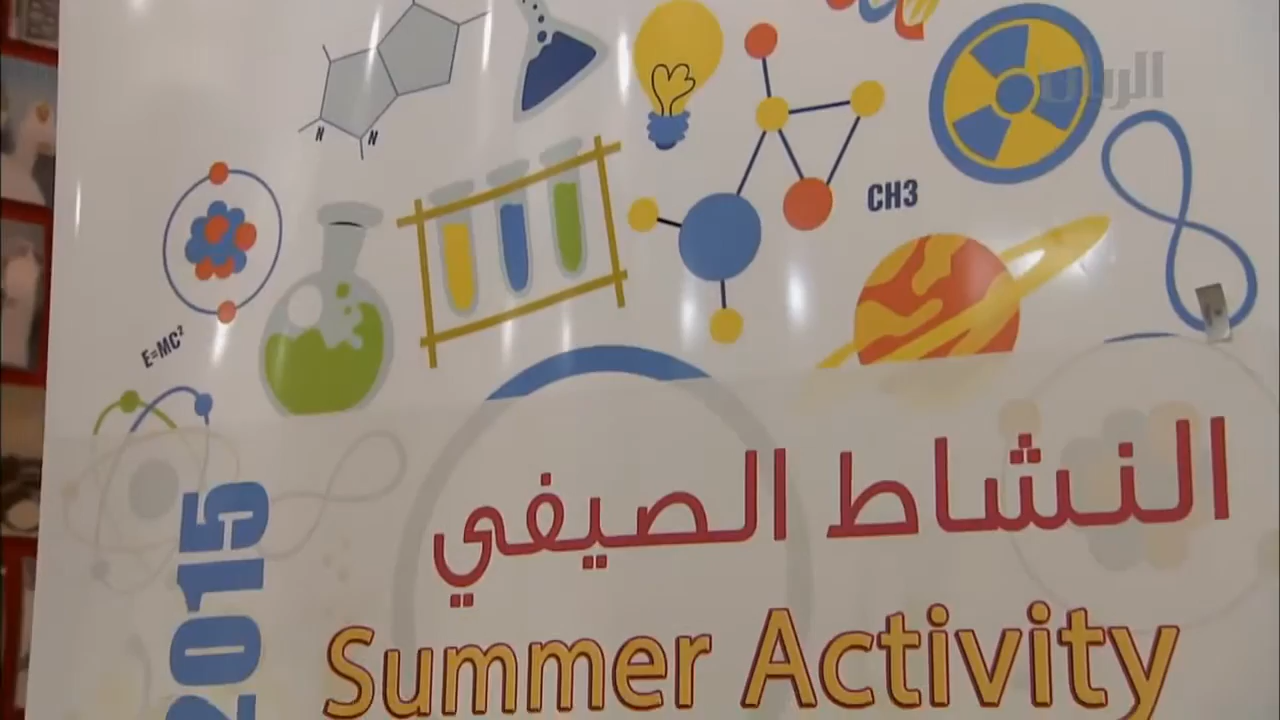 الريان
N
N
CH3
E=MC²
2015
النشاط الصيفي
Summer Activity